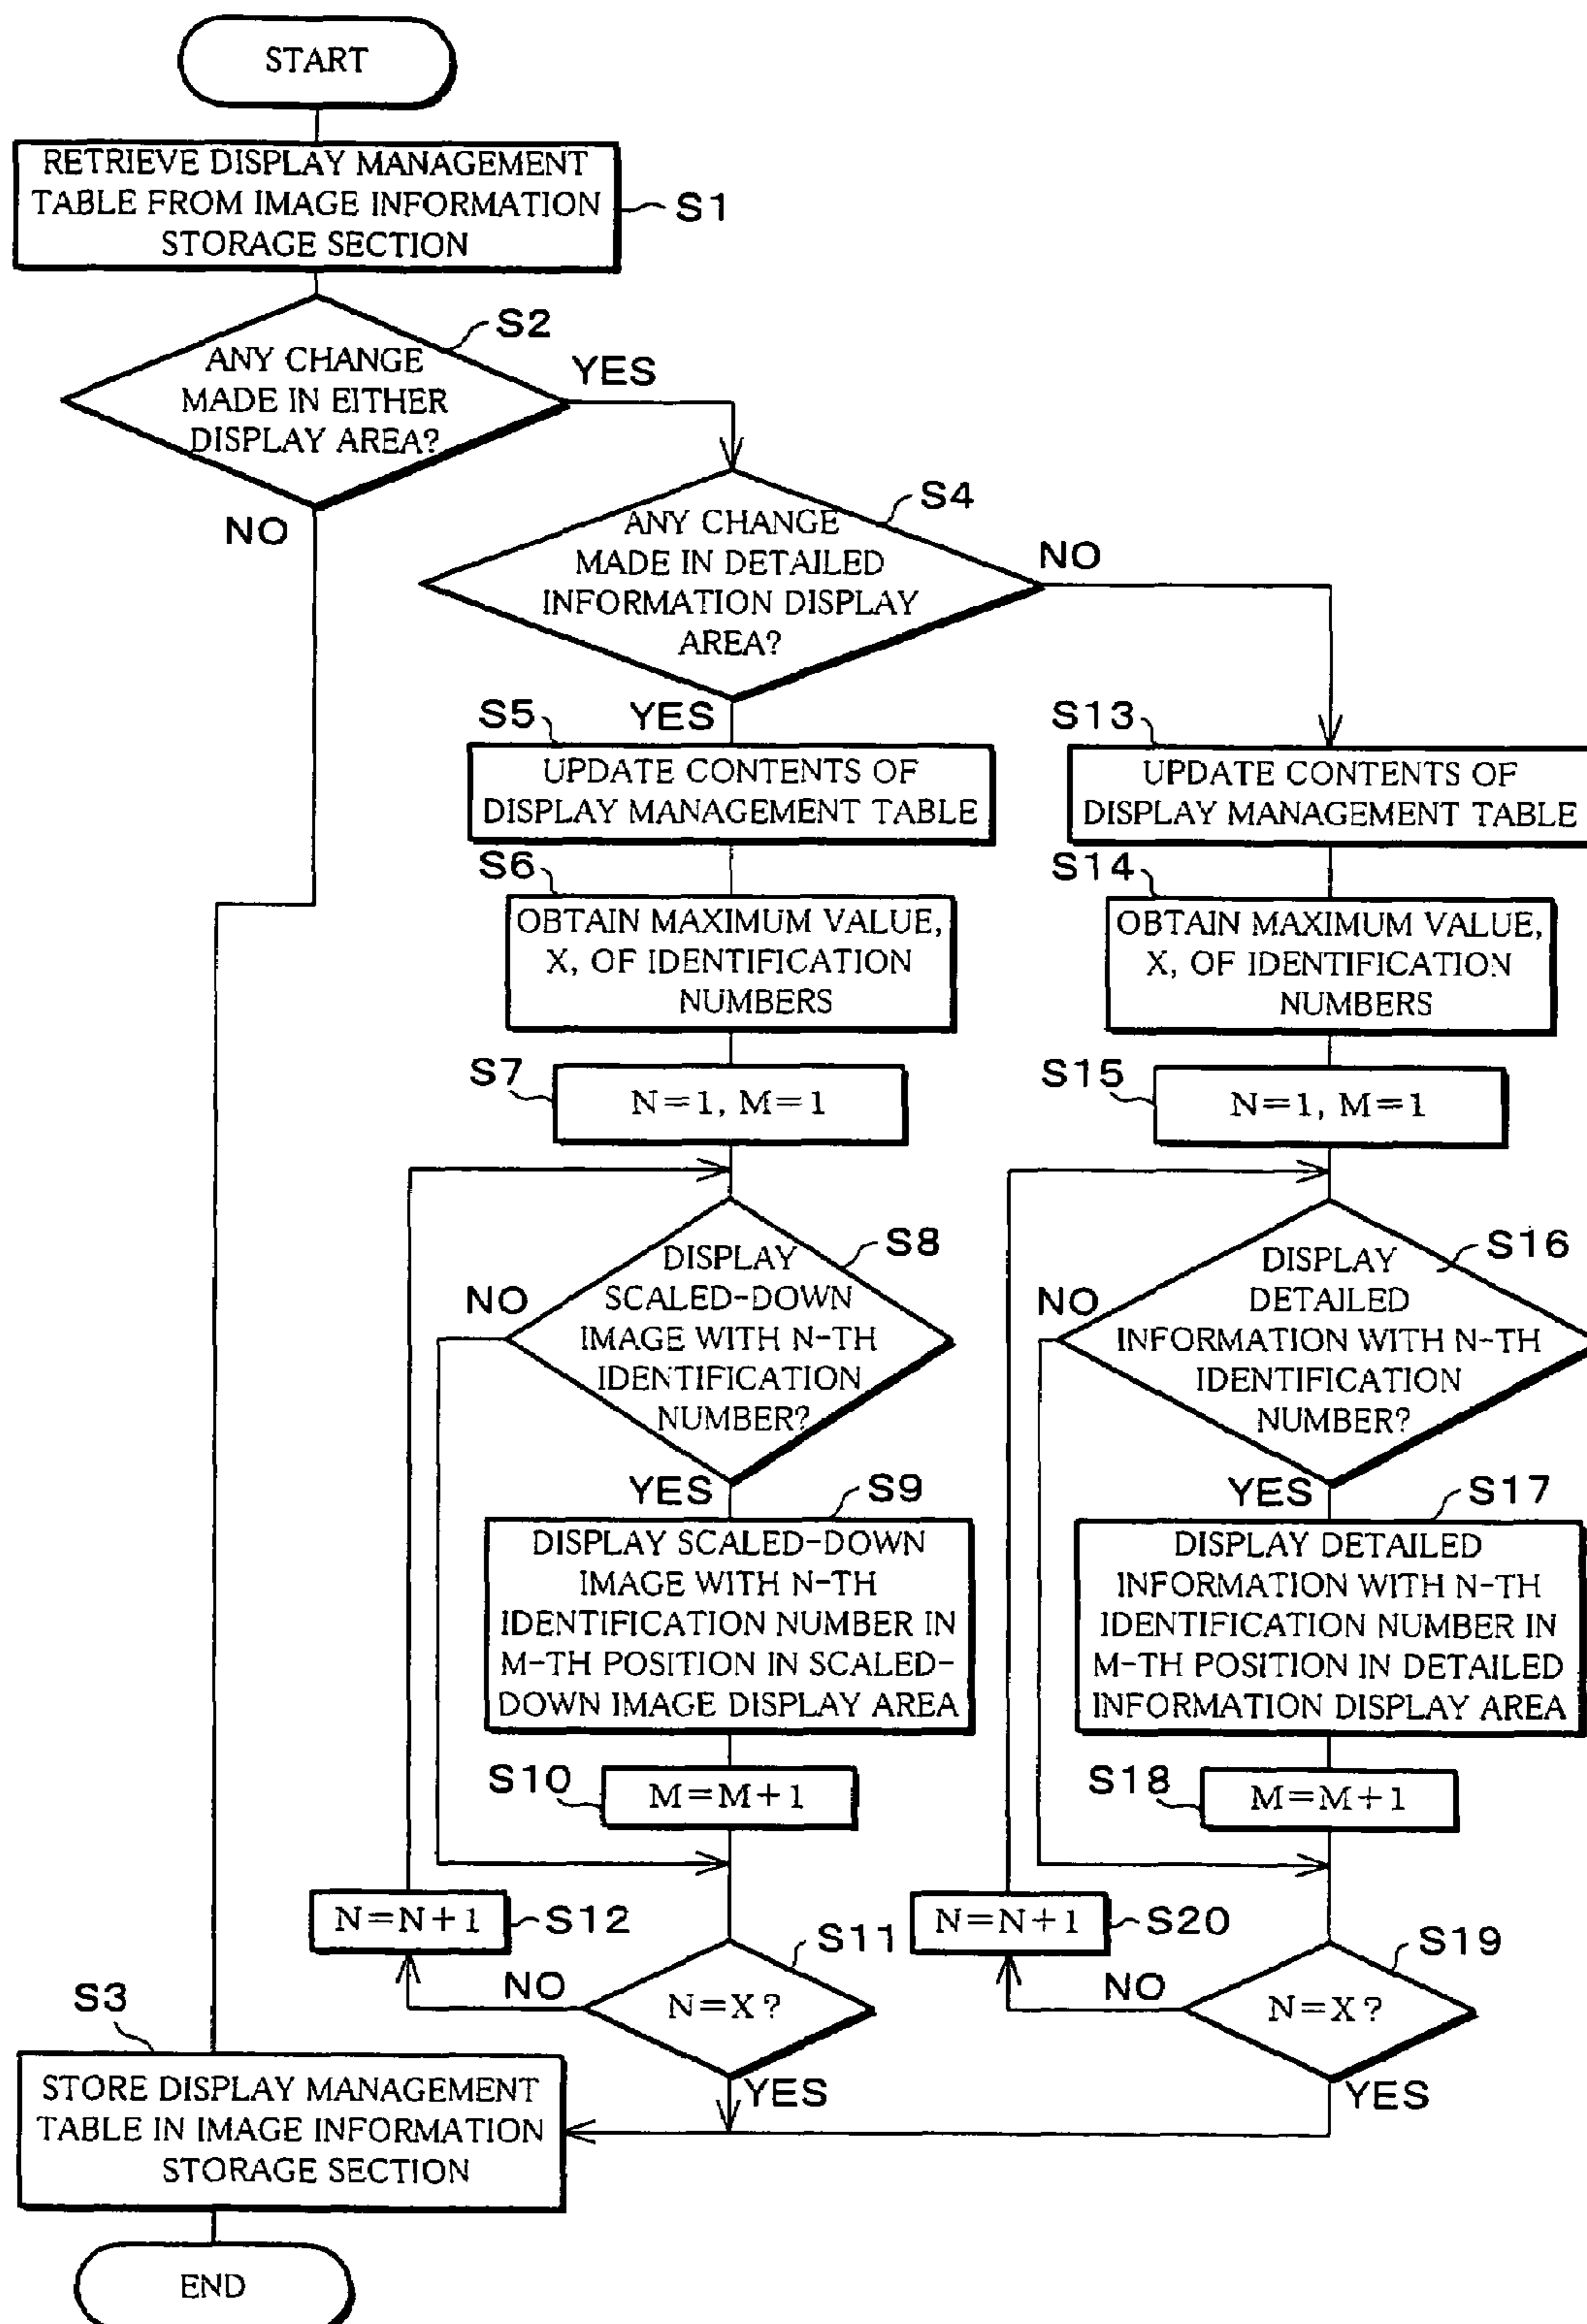 START
RETRIEVE DISPLAY MANAGEMENT
TABLE FROM IMAGE INFORMATION
STORAGE SECTION
S1
S2
ANY CHANGE
MADE IN EITHER
DISPLAY AREA?
YES
NO
S4
ANY CHANGE
MADE IN DETAILED
INFORMATION DISPLAY
AREA?
NO
YES
S5
UPDATE CONTENTS OF
DISPLAY MANAGEMENT TABLE
S6
OBTAIN MAXIMUM VALUE,
X, OF IDENTIFICATION
NUMBERS
S7
N=1, M=1
S8
DISPLAY
SCALED-DOWN
IMAGE WITH N-TH
IDENTIFICATION
NUMBER?
NO
YES
S9
DISPLAY SCALED-DOWN
IMAGE WITH N-TH
IDENTIFICATION NUMBER IN
M-TH POSITION IN SCALED-
DOWN IMAGE DISPLAY AREA
S10
M=M+1
N=N+1
S12
S11
N=X?
NO
YES
S13
UPDATE CONTENTS OF
DISPLAY MANAGEMENT TABLE
S14
OBTAIN MAXIMUM VALUE,
X, OF IDENTIFICATION
NUMBERS
S15
N=1, M=1
S16
DISPLAY
DETAILED
INFORMATION WITH N-TH
IDENTIFICATION
NUMBER?
NO
YES
S17
DISPLAY DETAILED
INFORMATION WITH N-TH
IDENTIFICATION NUMBER IN
M-TH POSITION IN DETAILED
INFORMATION DISPLAY AREA
S18
M=M+1
N=N+1
S20
S19
N=X?
NO
YES
S3
STORE DISPLAY MANAGEMENT
TABLE IN IMAGE INFORMATION
STORAGE SECTION
END